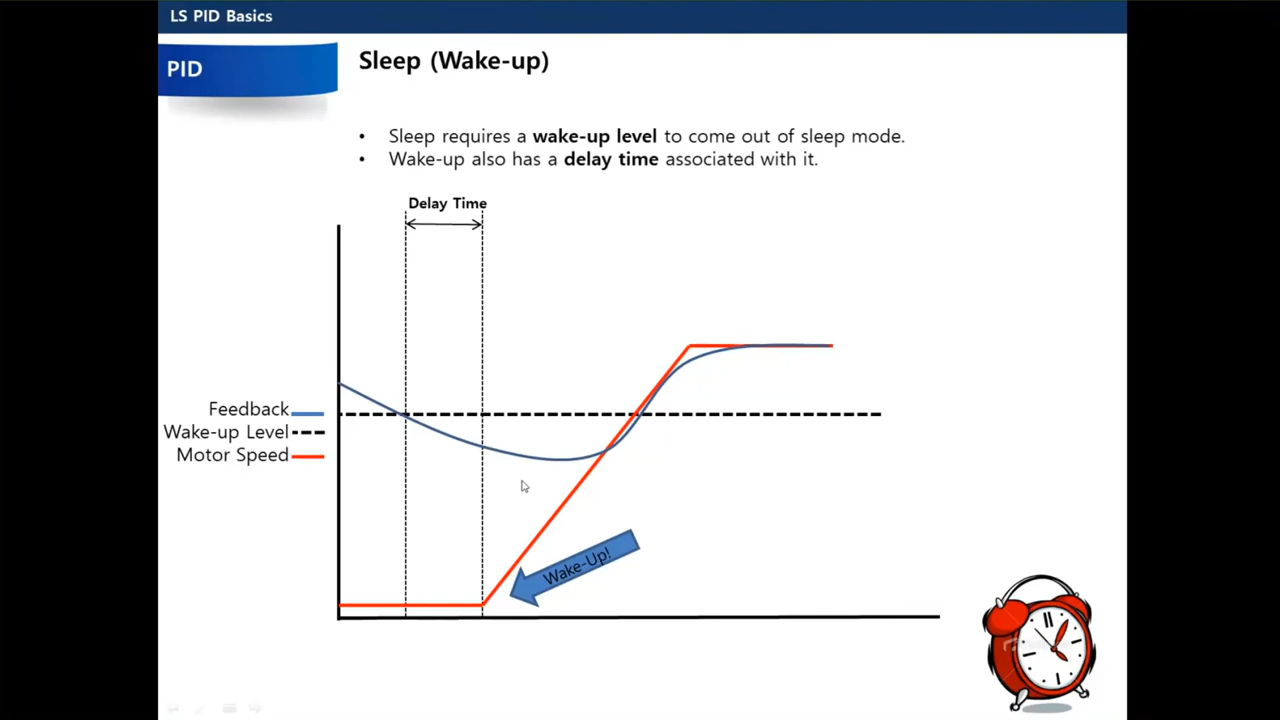 LS PID Basics
PID
Sleep (Wake-up)
• Sleep requires a wake-up level to come out of sleep mode.
• Wake-up also has a delay time associated with it.
Delay Time
Feedback
Wake-up Level
Motor Speed
Wake-Up!